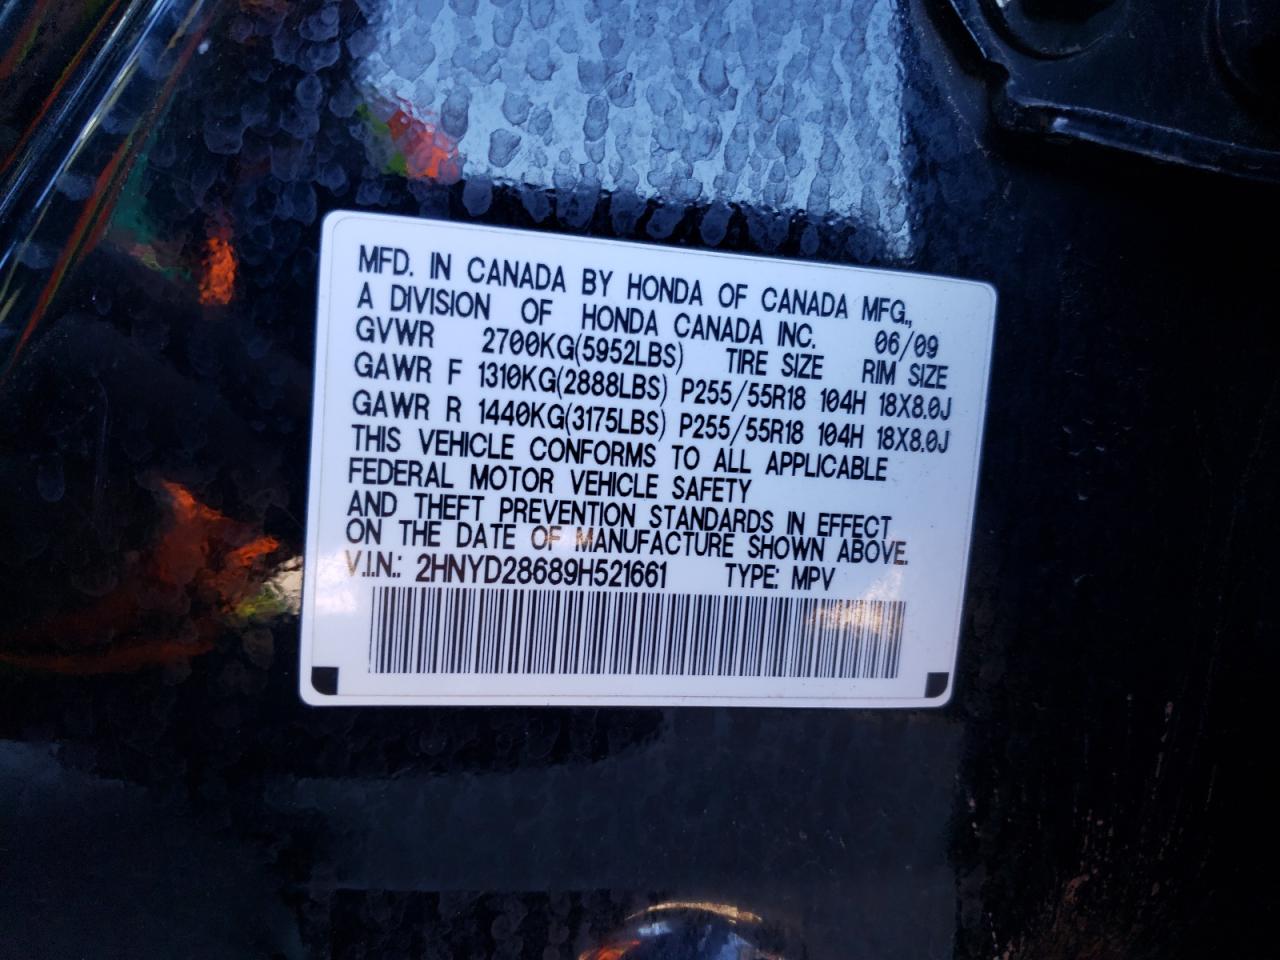 MFD. IN CANADA BY HONDA OF CANADA MFG.,
A DIVISION OF HONDA CANADA INC. 06/09
GVWR 2700KG(5952LBS) TIRE SIZE RIM SIZE
GAWR F 1310KG(2888LBS) P255/55R18 104H 18X8.0J
GAWR R 1440KG(3175LBS) P255/55R18 104H 18X8.0J
THIS VEHICLE CONFORMS TO ALL APPLICABLE
FEDERAL MOTOR VEHICLE SAFETY
AND THEFT PREVENTION STANDARDS IN EFFECT
ON THE DATE OF MANUFACTURE SHOWN ABOVE.
V.I.N.: 2HNYD28689H521661 TYPE: MPV